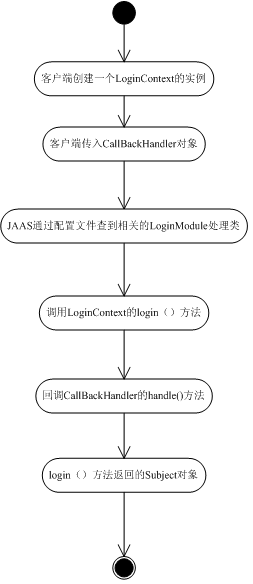 客户端创建一个LoginContext的实例
客户端传入CallBackHandler对象
JAAS通过配置文件查到相关的LoginModule处理类
调用LoginContext的login（）方法
回调CallBackHandler的handle()方法
login（）方法返回的Subject对象